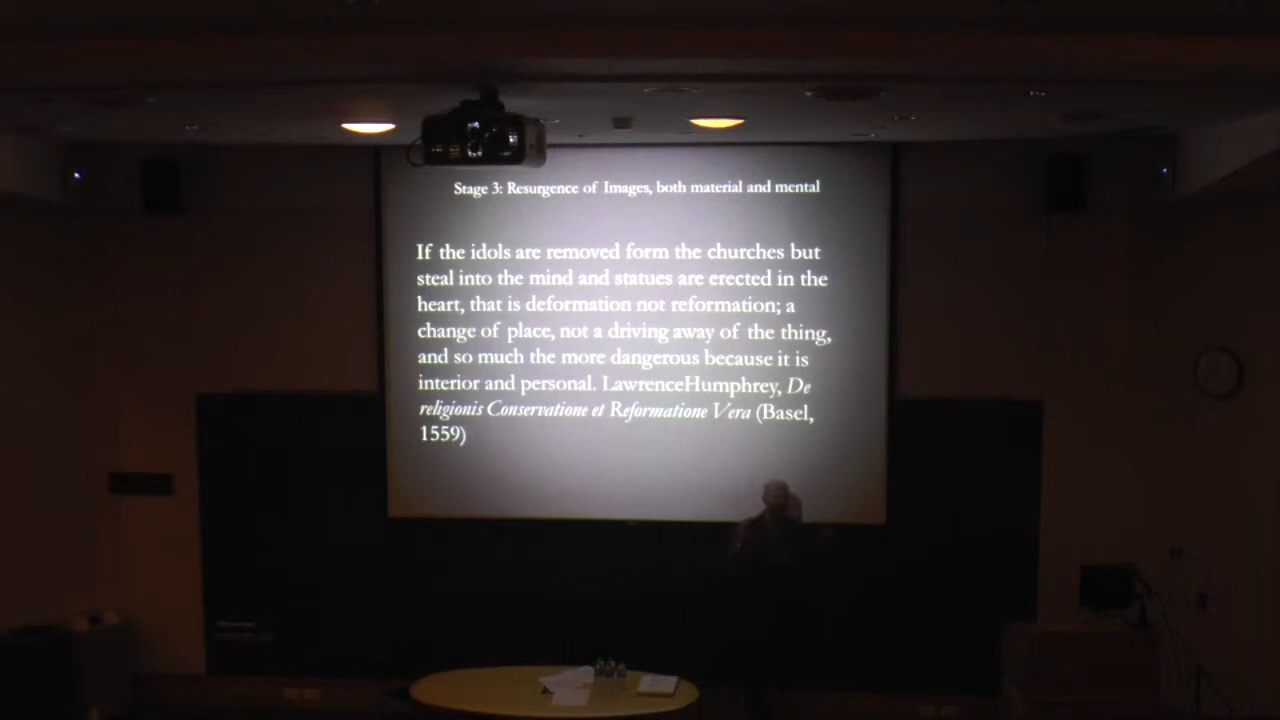 Stage 3: Resurgence of Images, both material and mental
If the idols are removed form the churches but
steal into the mind and statues are erected in the
heart, that is deformation not reformation; a
change of place, not a driving away of the thing,
and so much the more dangerous because it is
interior and personal. LawrenceHumphrey, De
religionis Conservatione et Reformatione Vera (Basel,
1559)